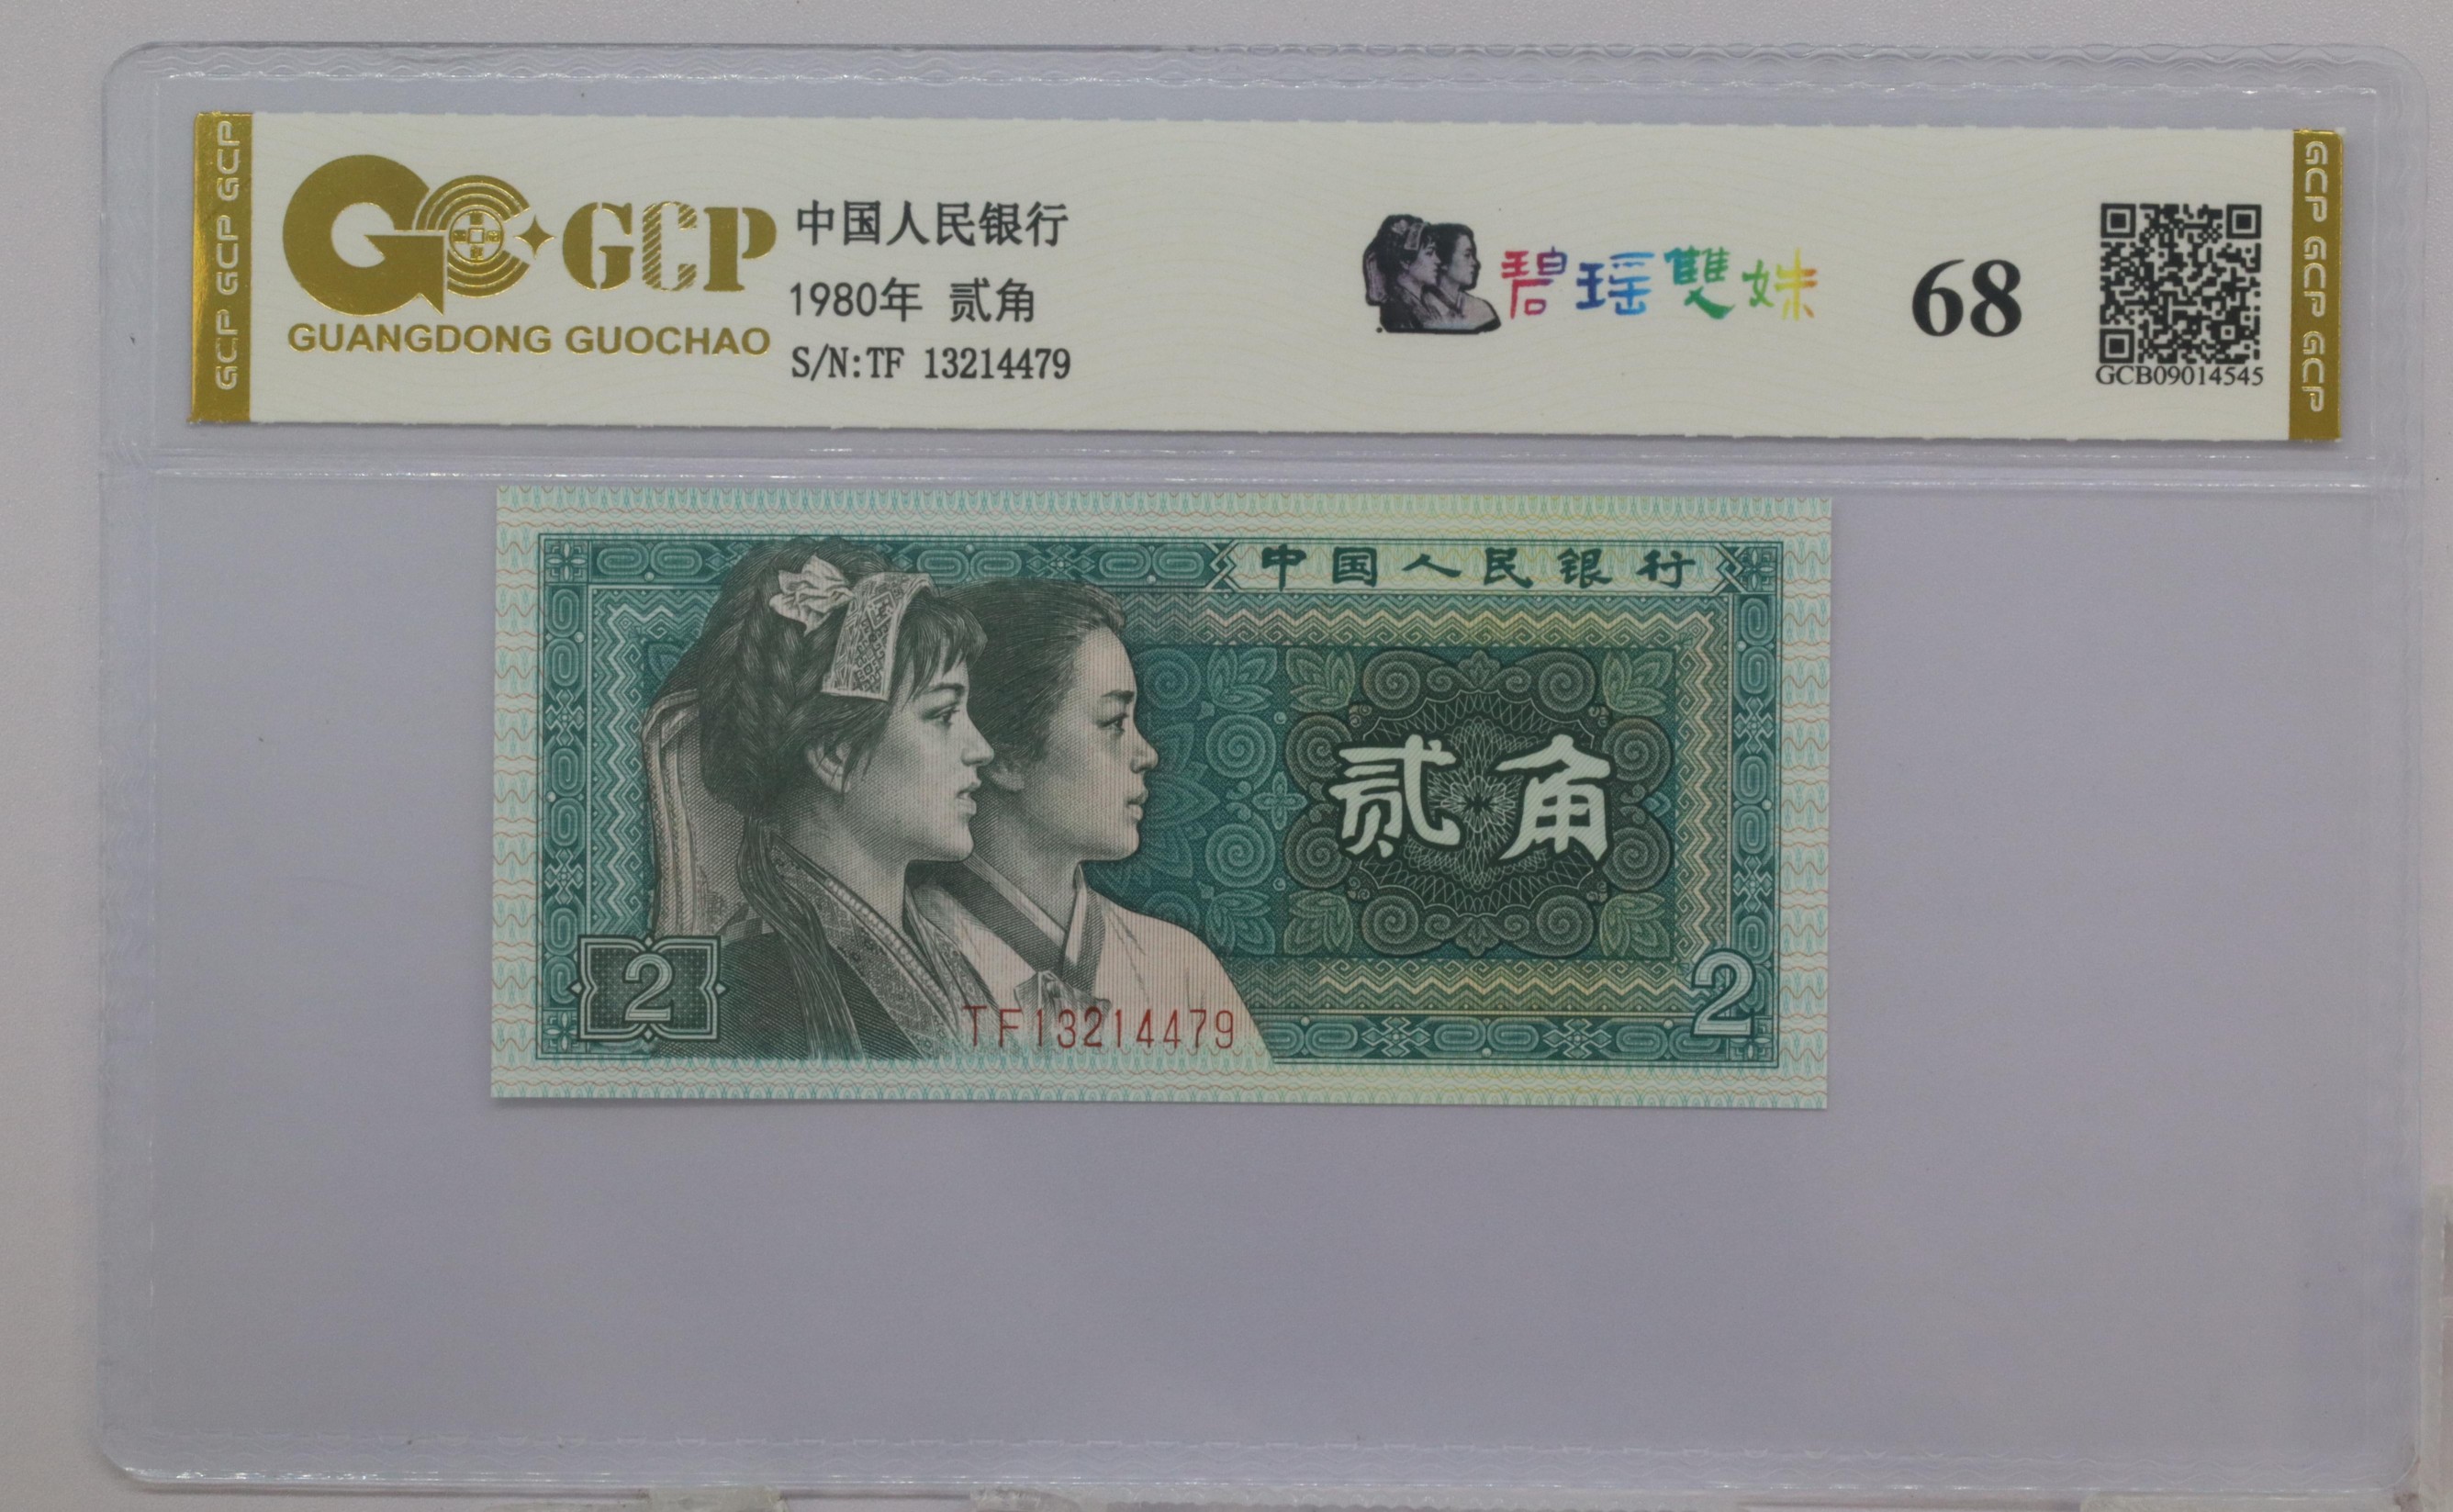 GCP GCP GCP
GCP
GUANGDONG GUOCHAO
中国人民银行
1980年 贰角
S/N:TF 13214479
碧瑶雙姝
68
GCB09014545
GCP GCP GCP
中国人民银行
贰角
2
2
TF13214479